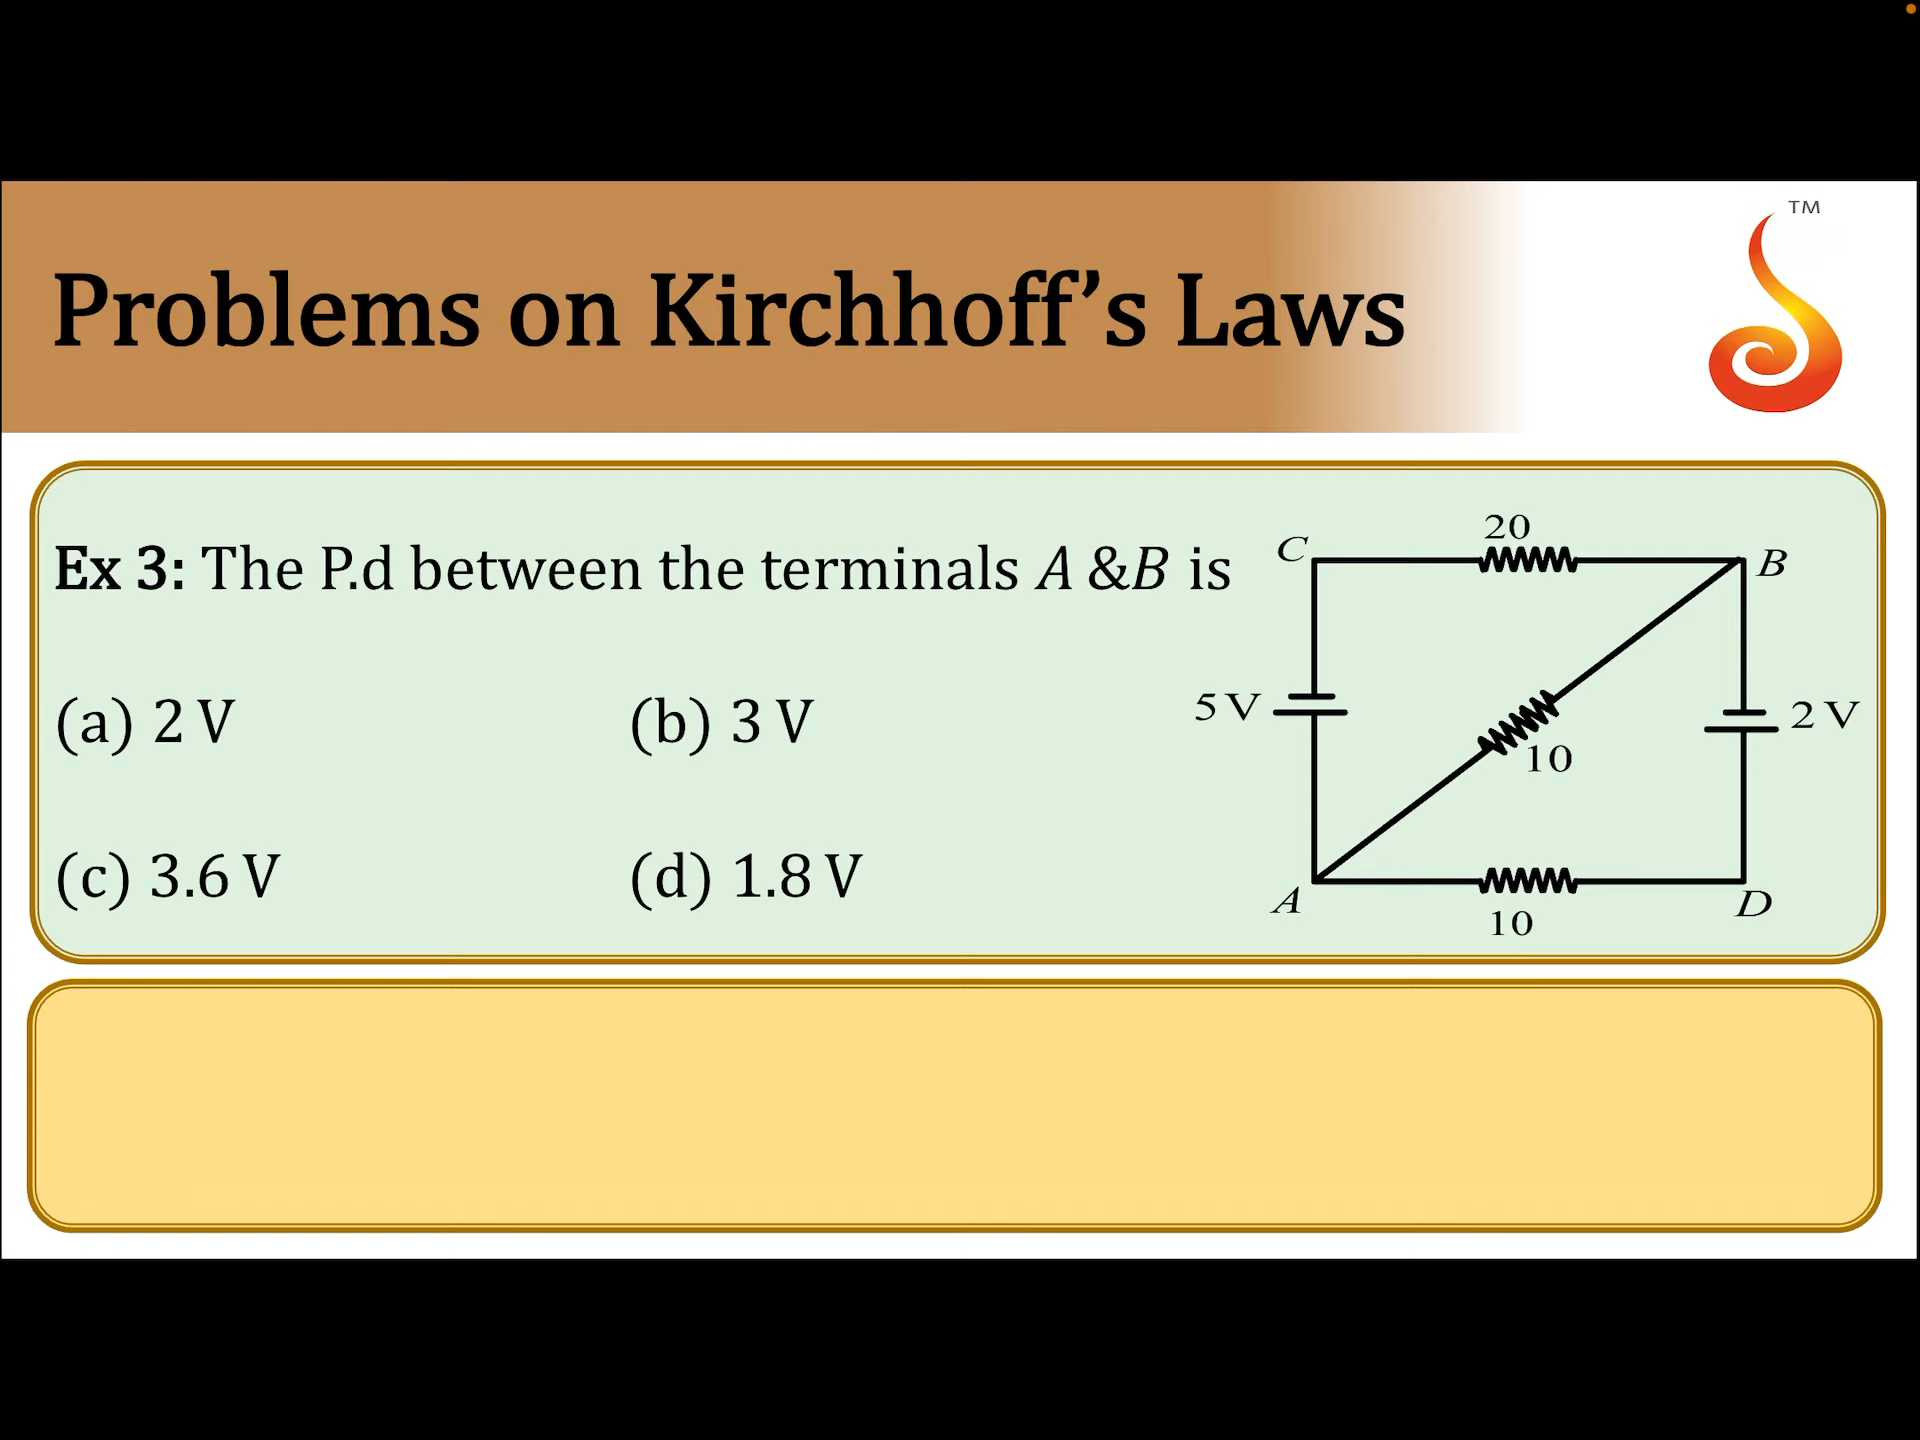 TM
Problems on Kirchhoff’s Laws
Ex 3: The P.d between the terminals A &B is
(a) 2 V
(b) 3 V
(c) 3.6 V
(d) 1.8 V
20
C
B
5 V
2 V
10
A
D
10